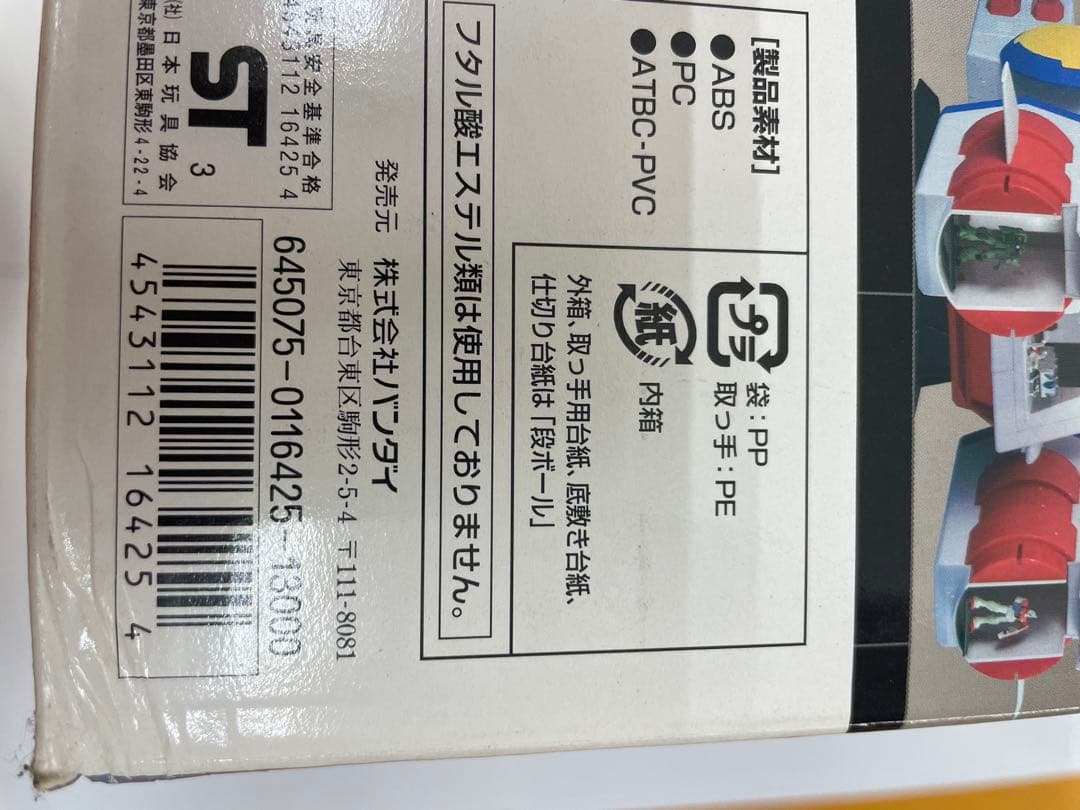 [製品素材]
●ABS
●PC
●ATBC-PVC
プラ
袋:PP
取っ手:PE
紙
内箱
外箱、取っ手用台紙、底敷き台紙、
仕切り台紙は「段ボール」
フタル酸エステル類は使用しておりません。
発売元 株式会社バンダイ
東京都台東区駒形2-5-4 〒111-8081
安全基準合格
112 16425 4
ST
3
(社)日本玩具協会
東京都墨田区東駒形4-22-4
645075-0116425-13000
4 543112 164254